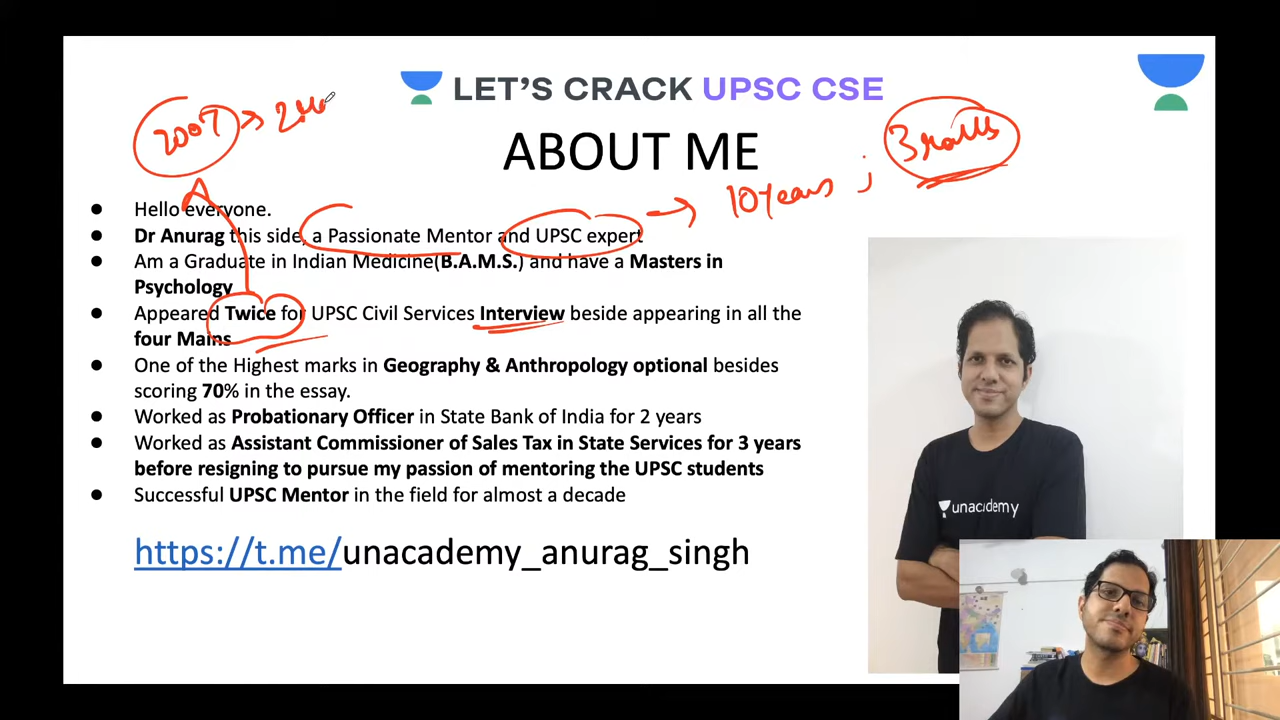 LET'S CRACK UPSC CSE
2007 →
ABOUT ME
3 ranks
→ 10 years ;
● Hello everyone.
● Dr Anurag this side, a Passionate Mentor and UPSC expert
● Am a Graduate in Indian Medicine(B.A.M.S.) and have a Masters in
Psychology
● Appeared Twice for UPSC Civil Services Interview beside appearing in all the
four Mains
● One of the Highest marks in Geography & Anthropology optional besides
scoring 70% in the essay.
● Worked as Probationary Officer in State Bank of India for 2 years
● Worked as Assistant Commissioner of Sales Tax in State Services for 3 years
before resigning to pursue my passion of mentoring the UPSC students
● Successful UPSC Mentor in the field for almost a decade
https://t.me/unacademy_anurag_singh
unacademy